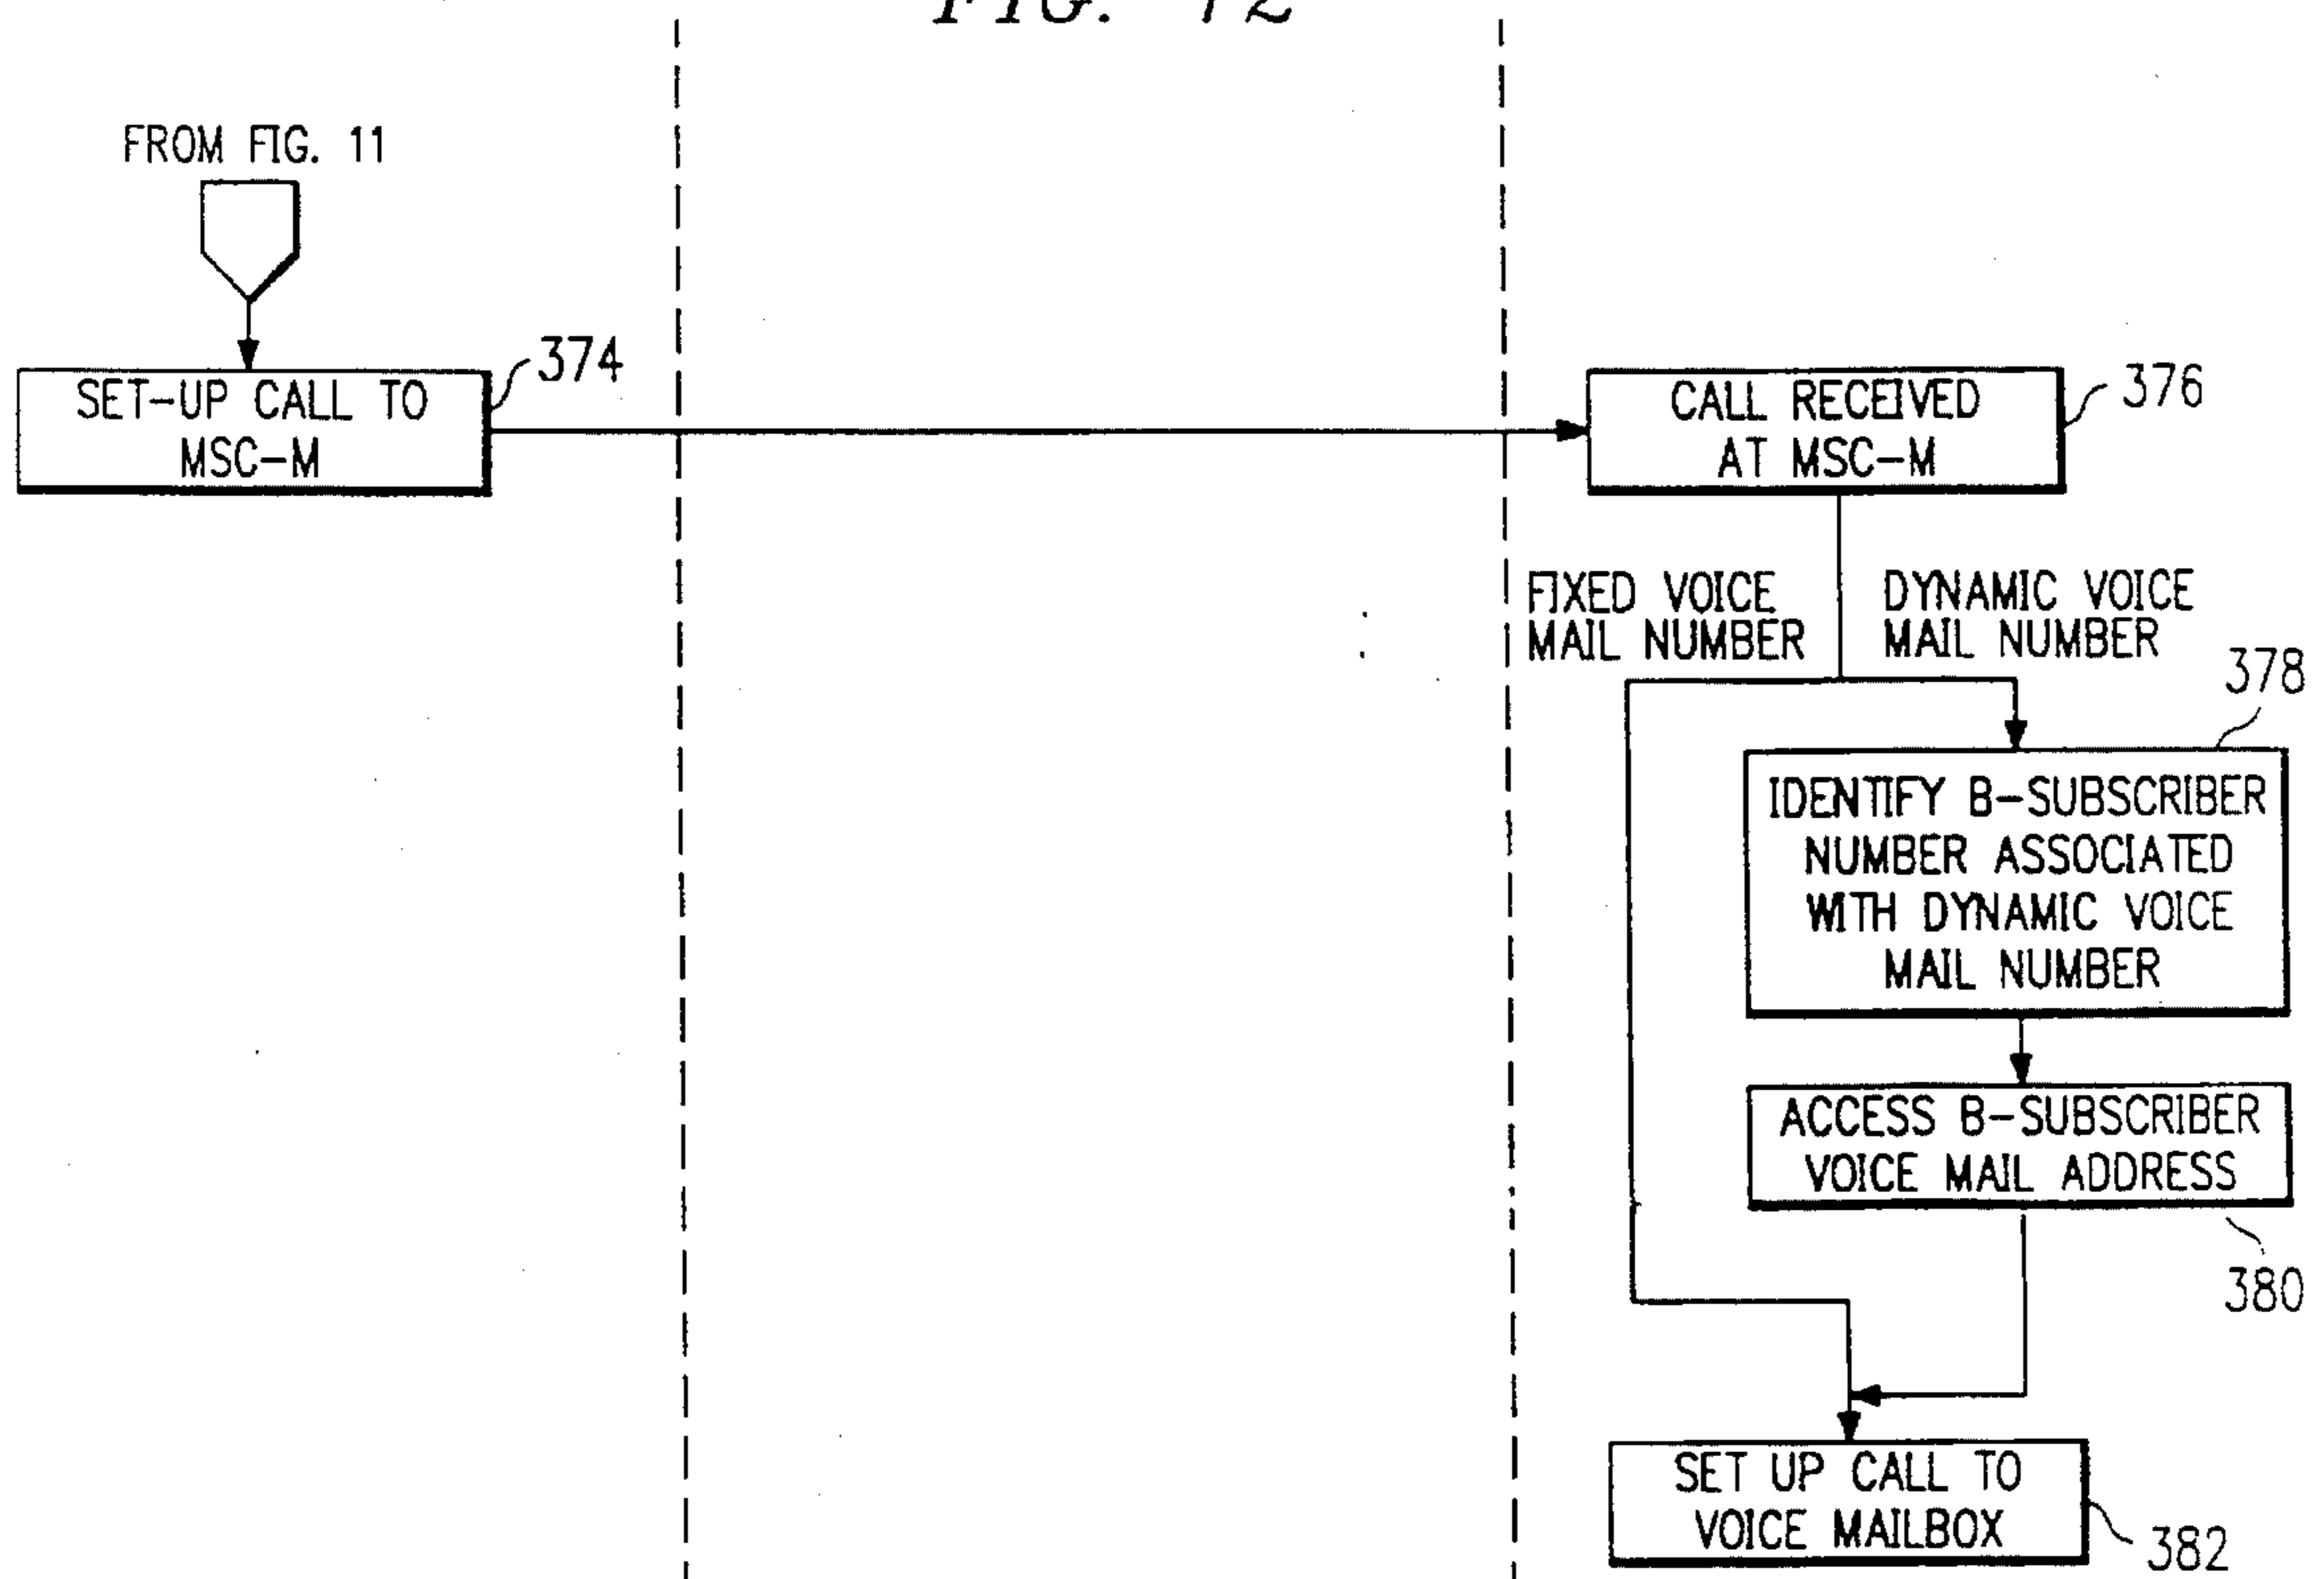 FIG. 12
FROM FIG. 11
SET-UP CALL TO
MSC-M
374
CALL RECEIVED
AT MSC-M
376
FIXED VOICE
MAIL NUMBER
DYNAMIC VOICE
MAIL NUMBER
378
IDENTIFY B-SUBSCRIBER
NUMBER ASSOCIATED
WITH DYNAMIC VOICE
MAIL NUMBER
ACCESS B-SUBSCRIBER
VOICE MAIL ADDRESS
380
SET UP CALL TO
VOICE MAILBOX
382